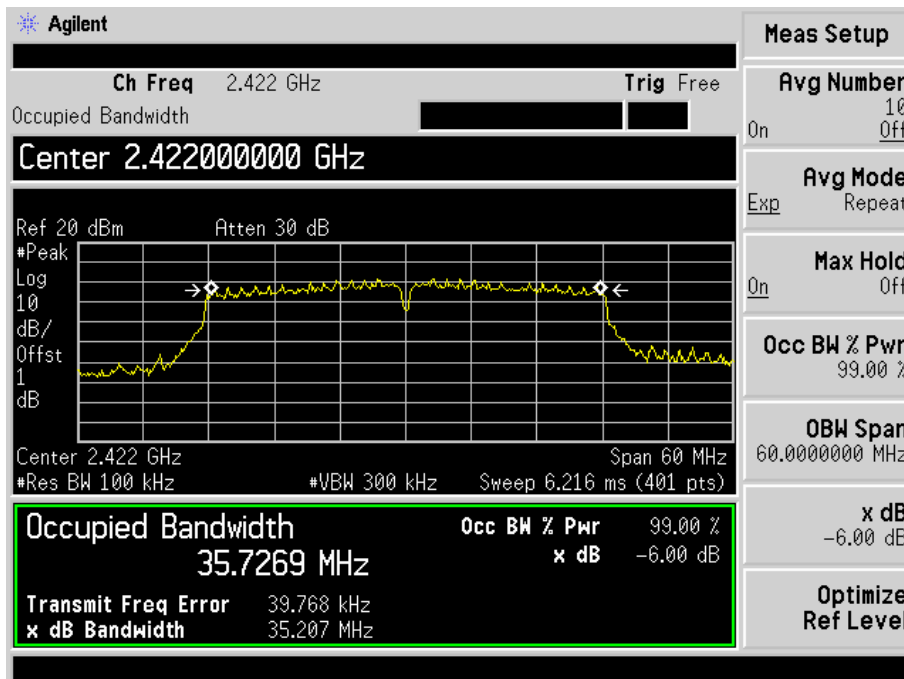 Agilent
Ch Freq 2.422 GHz Trig Free
Occupied Bandwidth
Center 2.422000000 GHz
Ref 20 dBm Atten 30 dB
#Peak
Log
10
dB/
Offst
1
dB
Center 2.422 GHz Span 60 MHz
#Res BW 100 kHz #VBW 300 kHz Sweep 6.216 ms (401 pts)
Occupied Bandwidth
35.7269 MHz
Occ BW % Pwr 99.00 %
x dB -6.00 dB
Transmit Freq Error 39.768 kHz
x dB Bandwidth 35.207 MHz
Meas Setup
Avg Number
10
On Off
Avg Mode
Exp Repeat
Max Hold
On Off
Occ BW % Pwr
99.00 %
OBW Span
60.0000000 MHz
x dB
-6.00 dB
Optimize
Ref Level